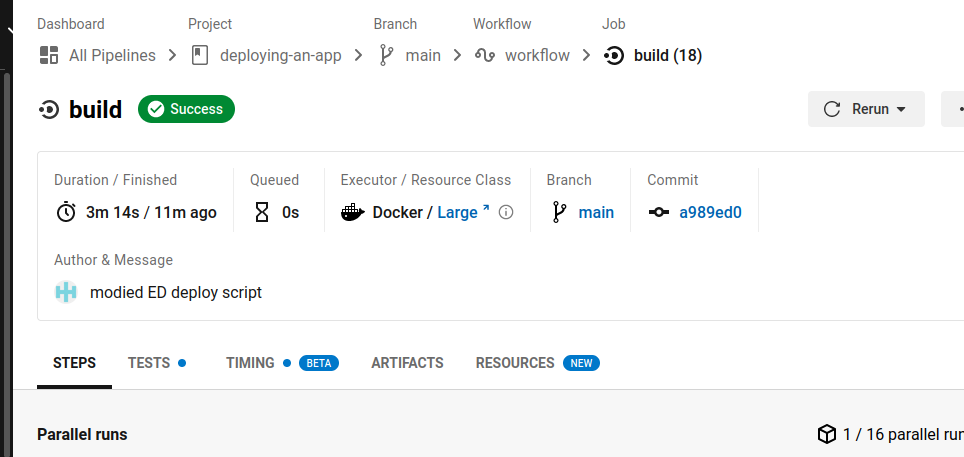 Dashboard Project Branch Workflow Job
All Pipelines deploying-an-app main workflow build (18)
build Success Rerun
Duration / Finished Queued Executor / Resource Class Branch Commit
3m 14s / 11m ago 0s Docker / Large main a989ed0
Author & Message
modied ED deploy script
STEPS TESTS TIMING BETA ARTIFACTS RESOURCES NEW
Parallel runs 1 / 16 parallel